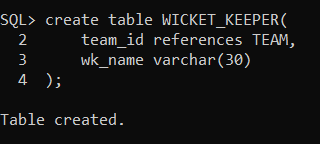 SQL> create table WICKET_KEEPER(
  2      team_id references TEAM,
  3      wk_name varchar(30)
  4  );
Table created.